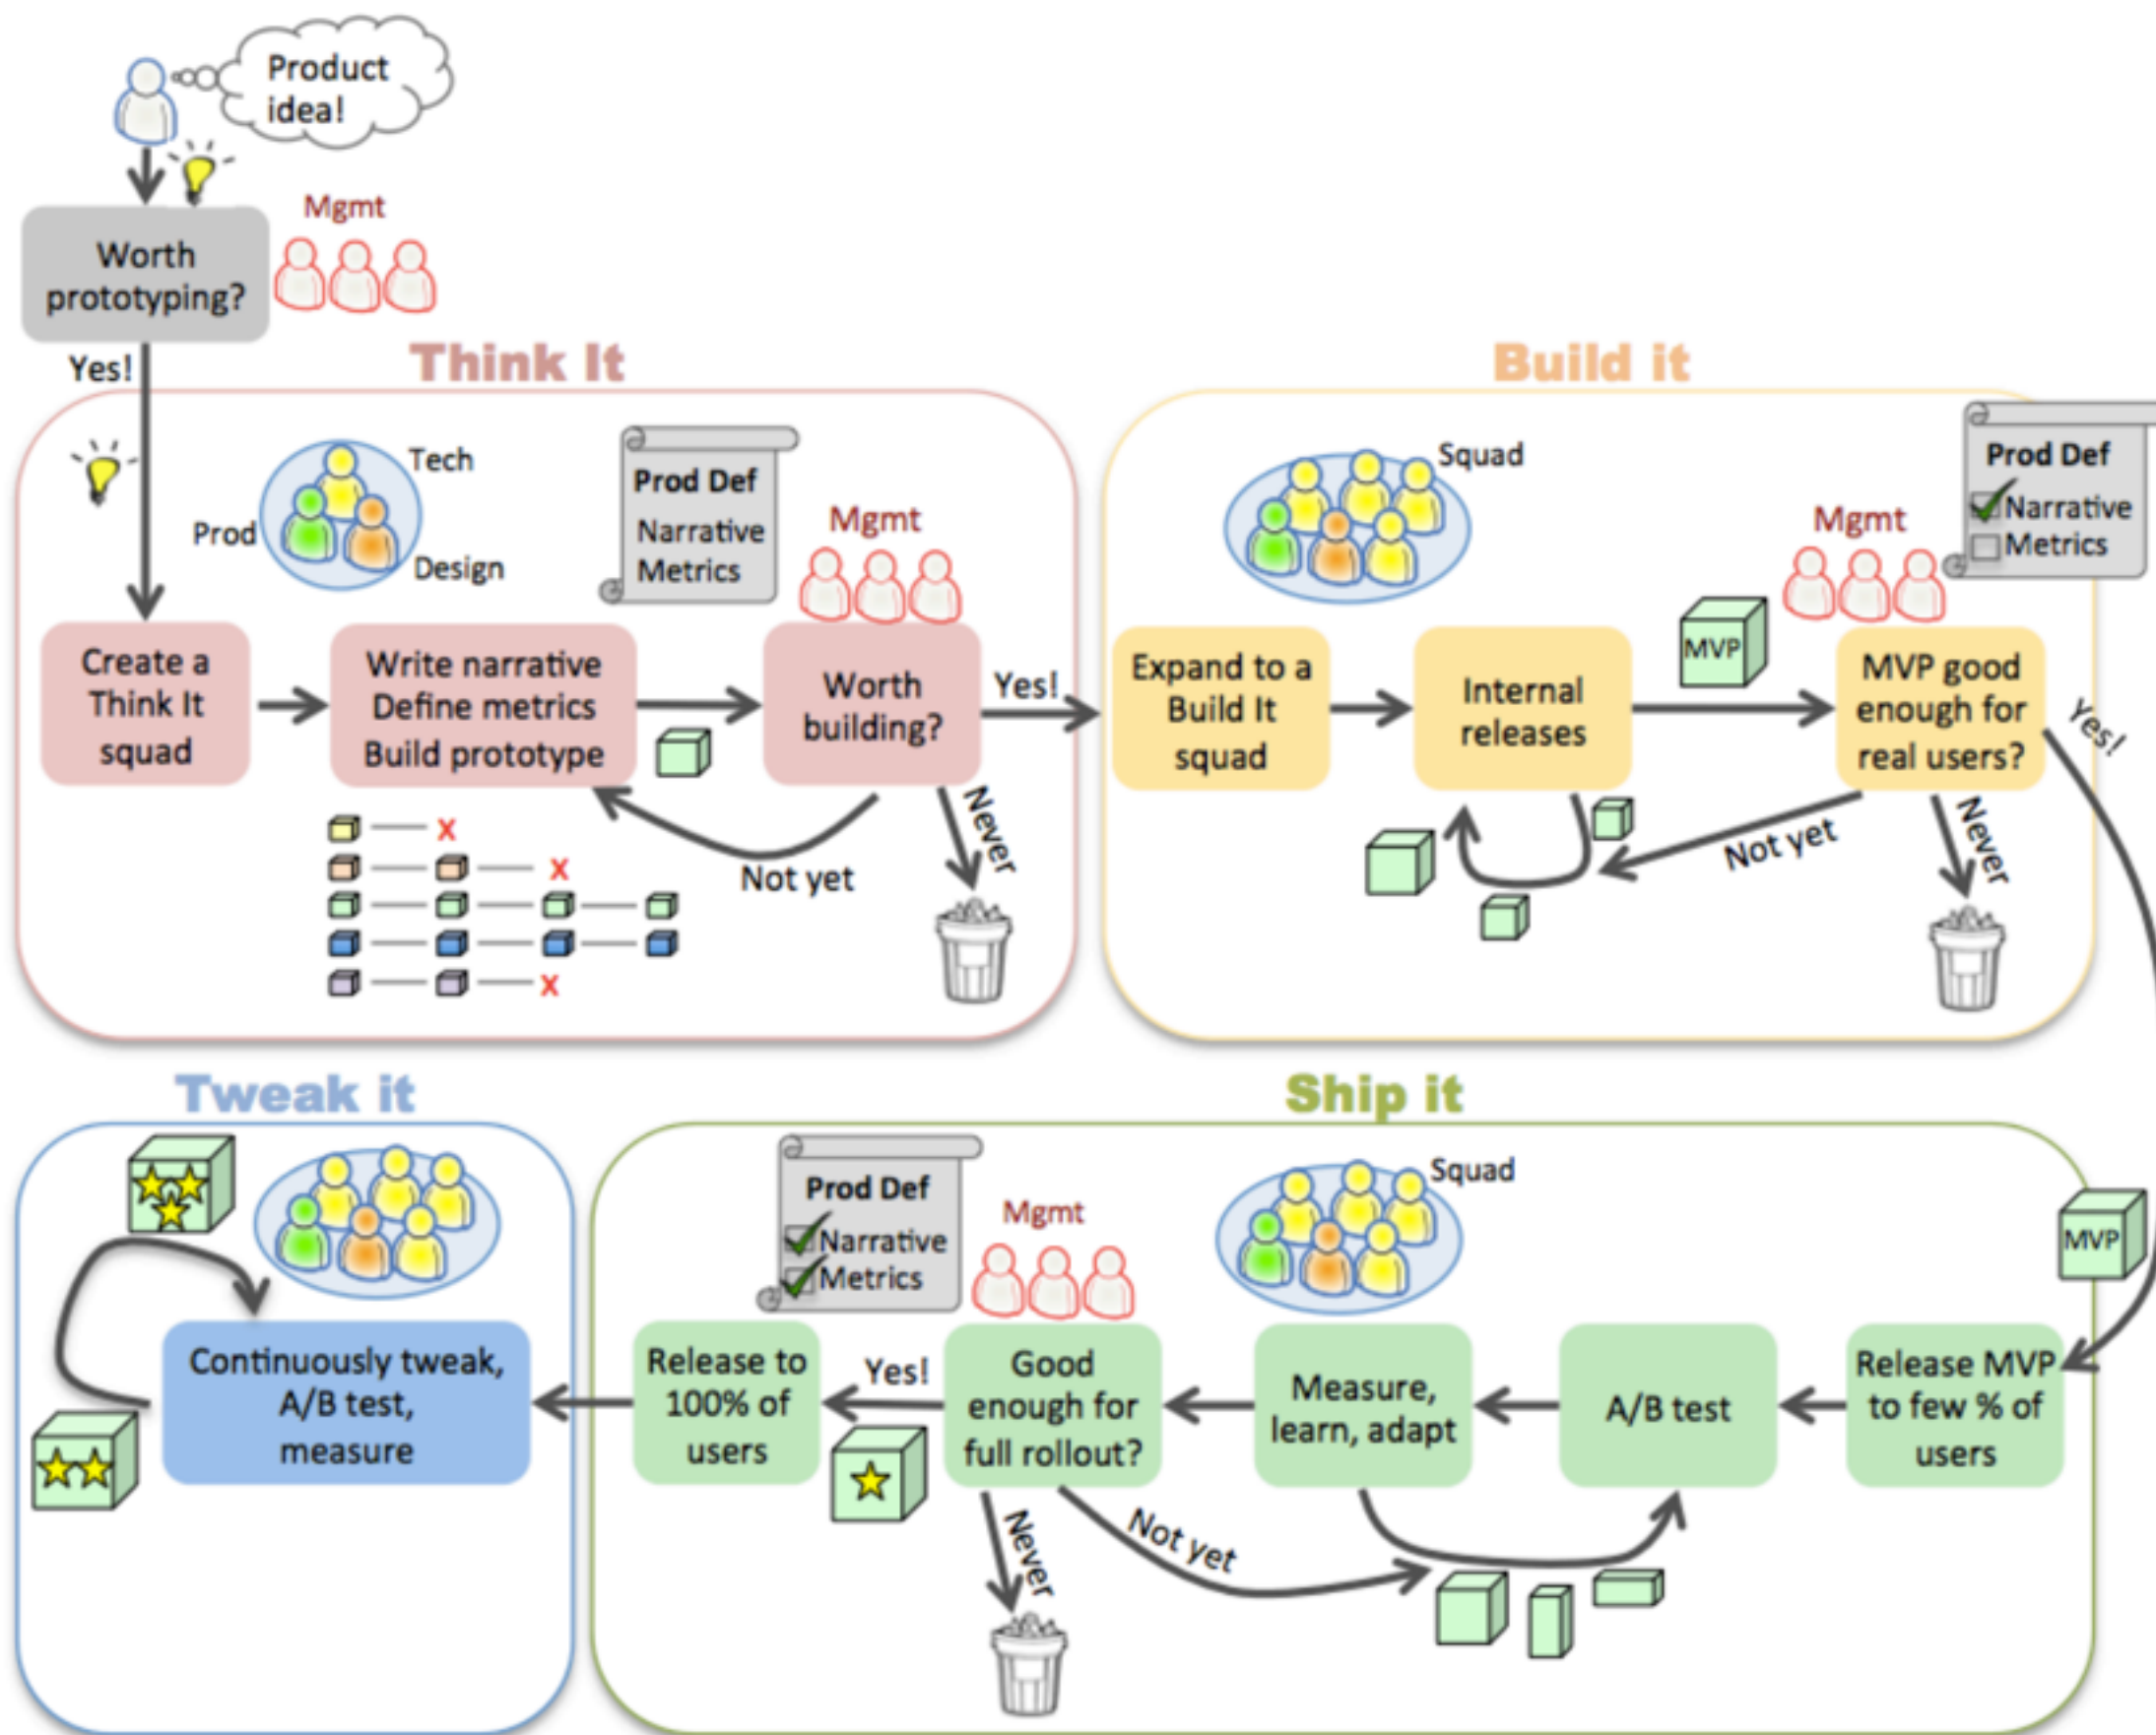 Product
idea!
Mgmt
Worth
prototyping?
Yes!
Think It
Tech
Prod
Design
Prod Def
Narrative
Metrics
Mgmt
Create a
Think It
squad
Write narrative
Define metrics
Build prototype
Worth
building?
Yes!
X
X
X
Not yet
Never
Build it
Squad
Prod Def
Narrative
Metrics
Mgmt
MVP
Expand to a
Build It
squad
Internal
releases
MVP good
enough for
real users?
Yes!
Not yet
Never
Tweak it
Continuously tweak,
A/B test,
measure
Ship it
Prod Def
Narrative
Metrics
Mgmt
Squad
MVP
Release to
100% of
users
Yes!
Good
enough for
full rollout?
Measure,
learn, adapt
A/B test
Release MVP
to few % of
users
Never
Not yet